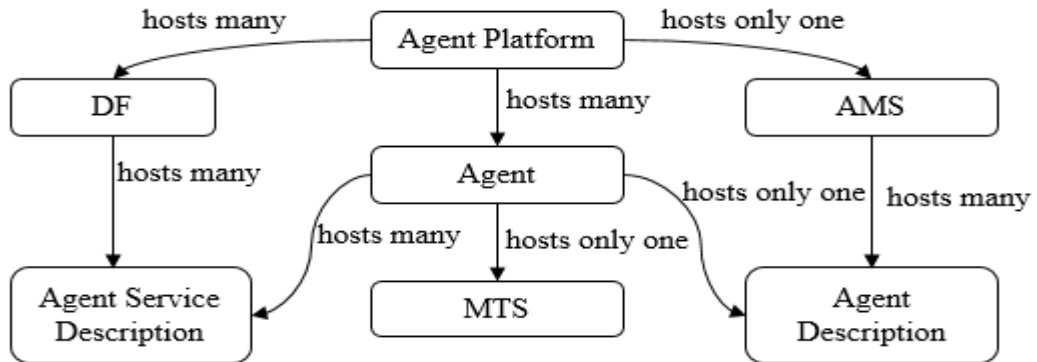 hosts many
Agent Platform
hosts only one
DF
hosts many
AMS
hosts many
Agent
hosts only one
hosts many
hosts many
hosts only one
Agent Service
Description
MTS
Agent
Description